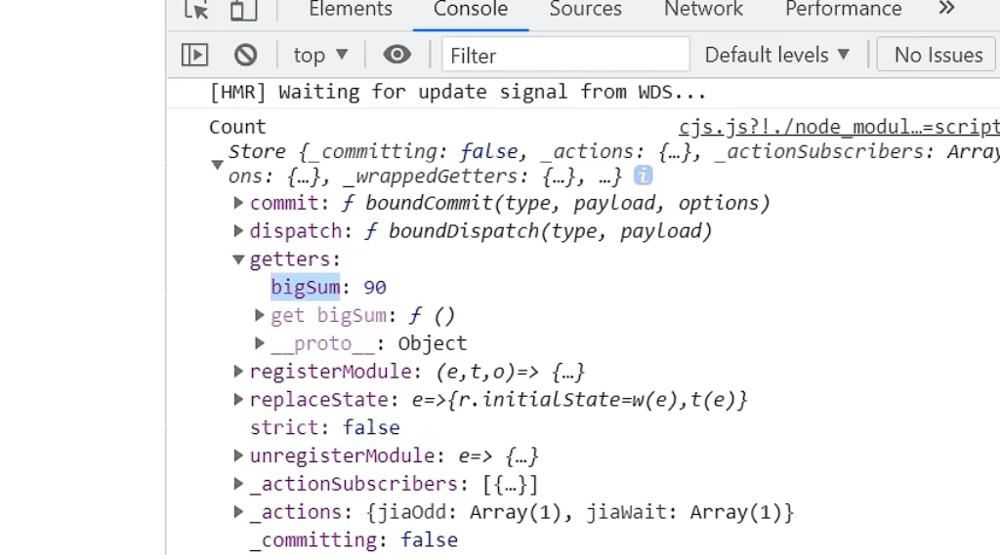 Elements Console Sources Network Performance »
top ▼ Filter Default levels ▼ No Issues
[HMR] Waiting for update signal from WDS...
Count cjs.js?!./node_modul…=script
▼ Store {_committing: false, _actions: {…}, _actionSubscribers: Array
ons: {…}, _wrappedGetters: {…}, …} i
▶ commit: ƒ boundCommit(type, payload, options)
▶ dispatch: ƒ boundDispatch(type, payload)
▼ getters:
bigSum: 90
▶ get bigSum: ƒ ()
▶ __proto__: Object
▶ registerModule: (e,t,o)=> {…}
▶ replaceState: e=>{r.initialState=w(e),t(e)}
strict: false
▶ unregisterModule: e=> {…}
▶ _actionSubscribers: [{…}]
▶ _actions: {jiaOdd: Array(1), jiaWait: Array(1)}
_committing: false